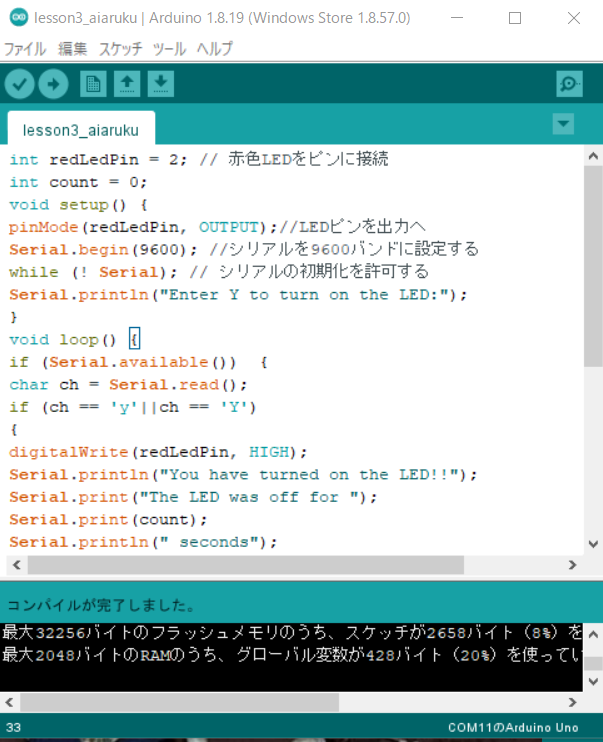 lesson3_aiaruku | Arduino 1.8.19 (Windows Store 1.8.57.0)
ファイル 編集 スケッチ ツール ヘルプ
lesson3_aiaruku
int redLedPin = 2; // 赤色LEDをピンに接続
int count = 0;
void setup() {
pinMode(redLedPin, OUTPUT);//LEDピンを出力へ
Serial.begin(9600); //シリアルを9600バンドに設定する
while (! Serial); // シリアルの初期化を許可する
Serial.println("Enter Y to turn on the LED:");
}
void loop() {
if (Serial.available())  {
char ch = Serial.read();
if (ch == 'y'||ch == 'Y')
{
digitalWrite(redLedPin, HIGH);
Serial.println("You have turned on the LED!!");
Serial.print("The LED was off for ");
Serial.print(count);
Serial.println(" seconds");
コンパイルが完了しました。
最大32256バイトのフラッシュメモリのうち、スケッチが2658バイト（8%）を
最大2048バイトのRAMのうち、グローバル変数が428バイト（20%）を使ってい
33 COM11のArduino Uno